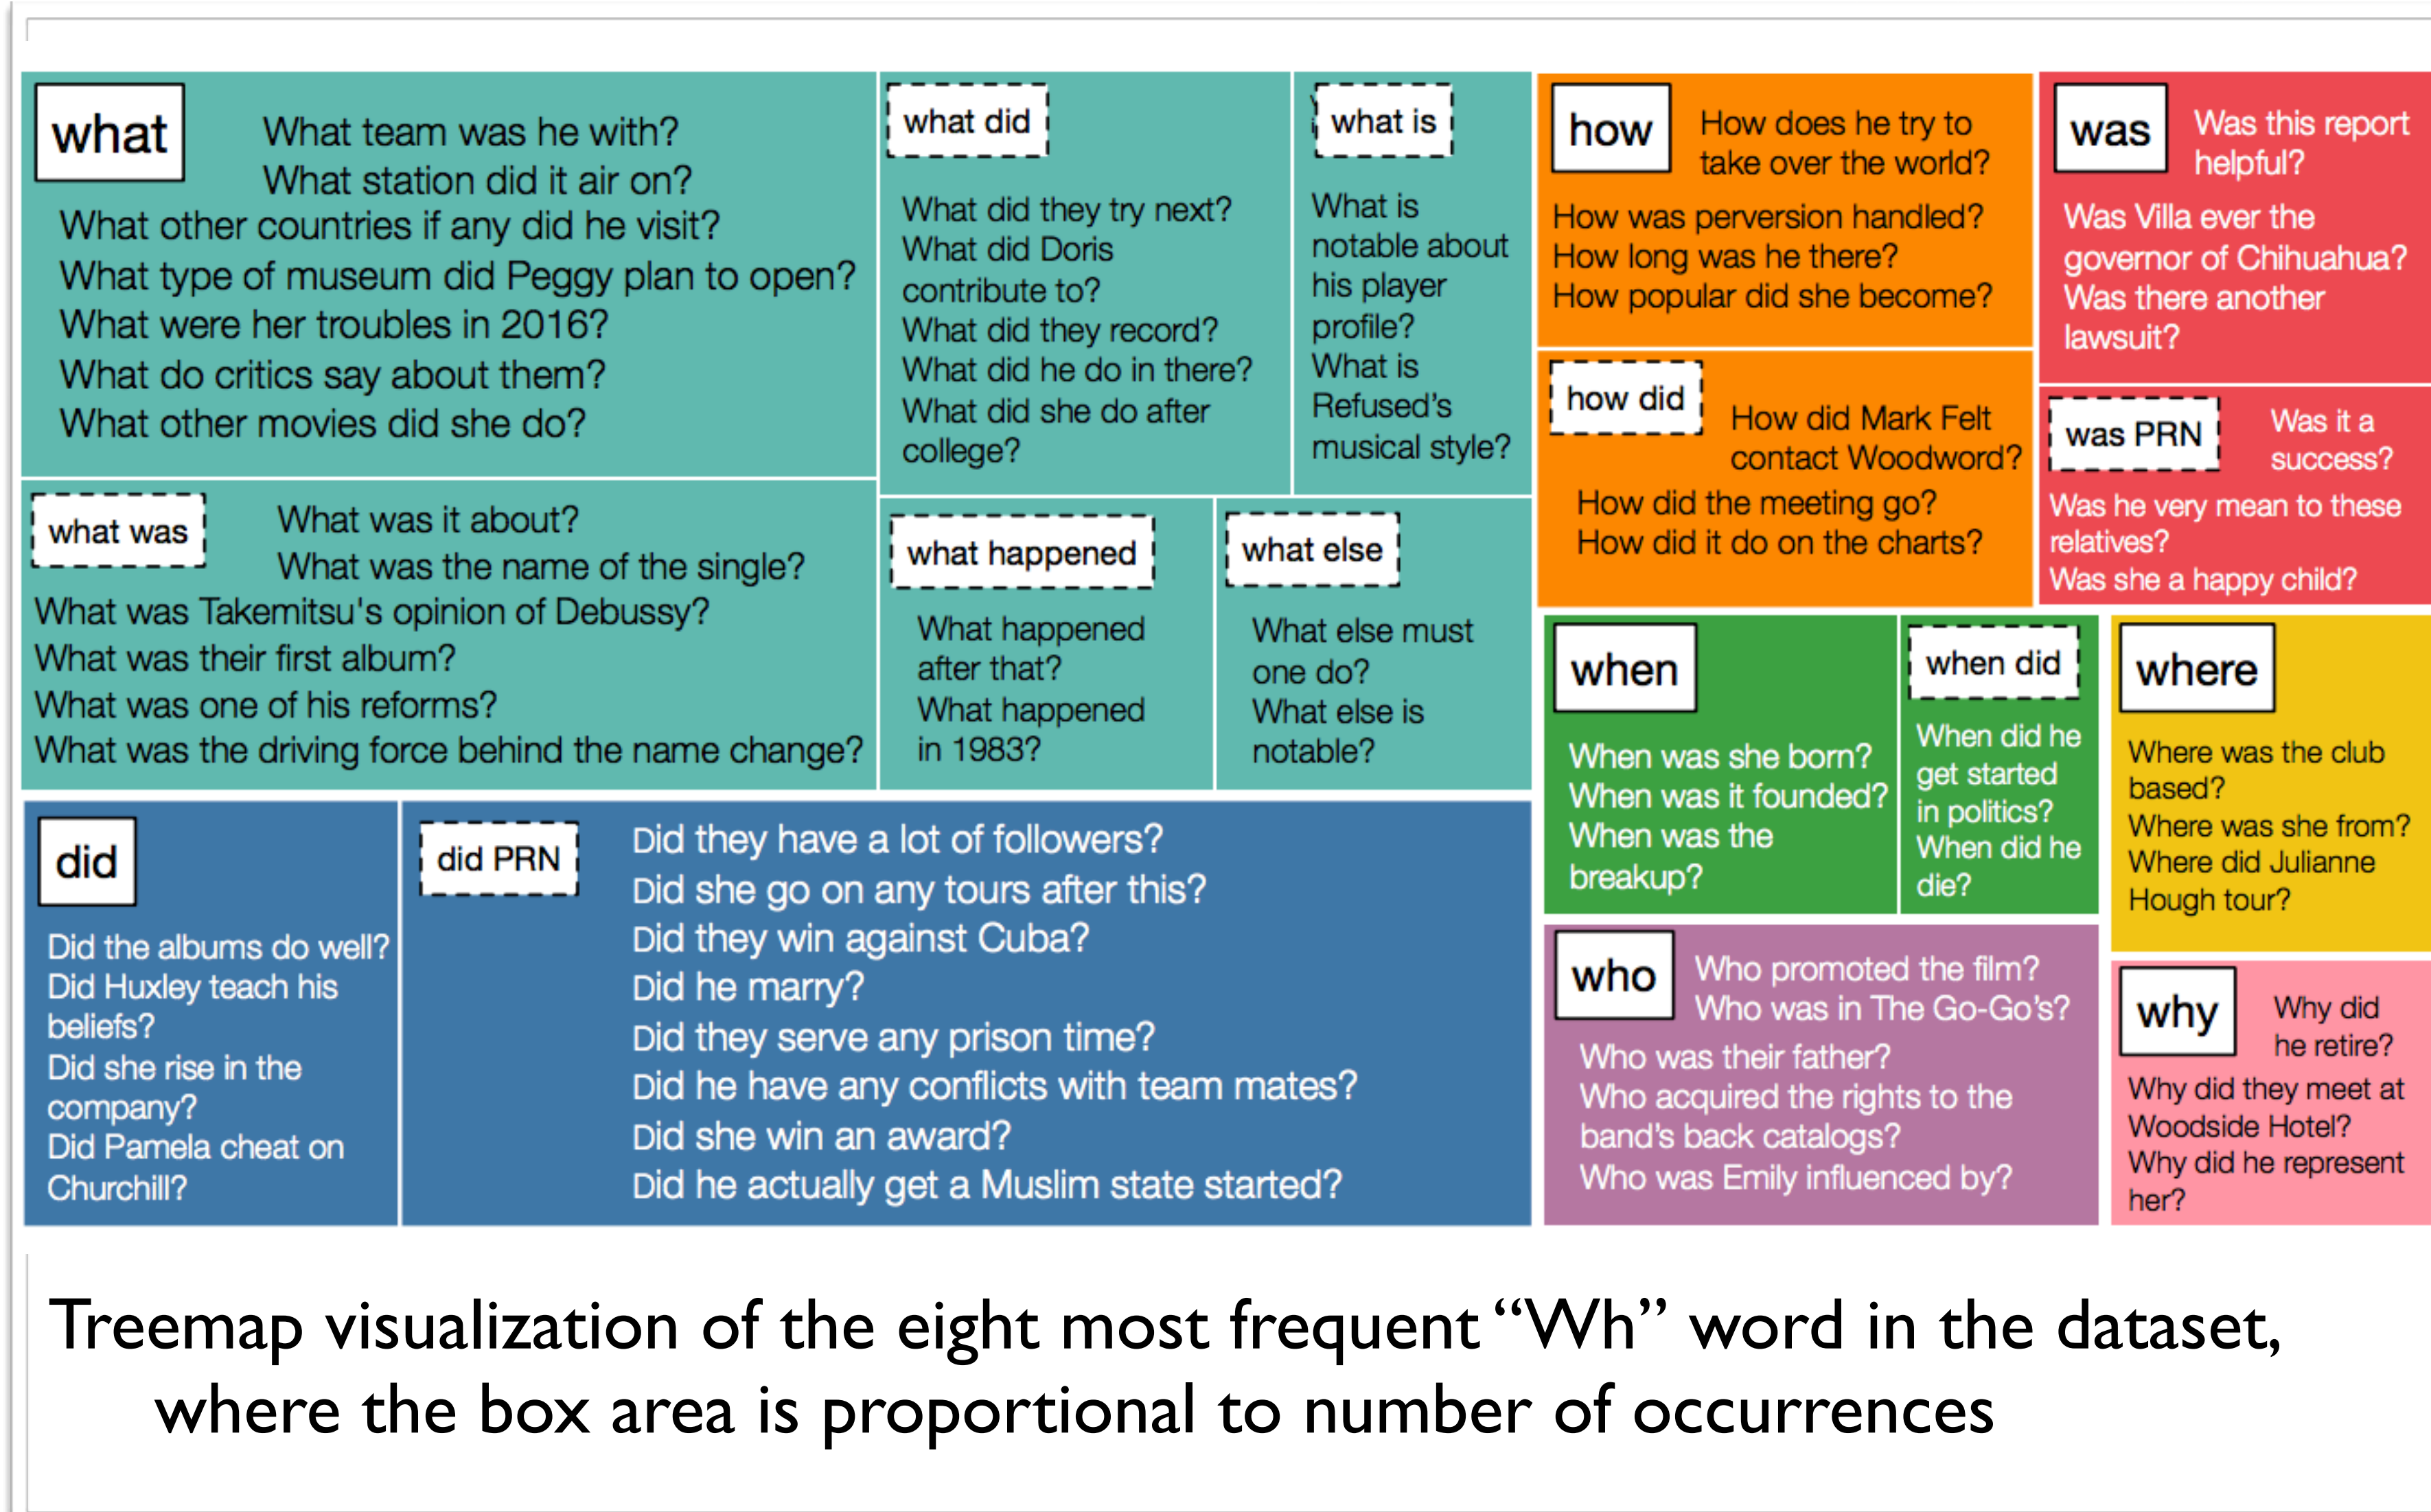 what
What team was he with?
What station did it air on?
What other countries if any did he visit?
What type of museum did Peggy plan to open?
What were her troubles in 2016?
What do critics say about them?
What other movies did she do?
what did
What did they try next?
What did Doris
contribute to?
What did they record?
What did he do in there?
What did she do after
college?
what is
What is
notable about
his player
profile?
What is
Refused's
musical style?
what was
What was it about?
What was the name of the single?
What was Takemitsu's opinion of Debussy?
What was their first album?
What was one of his reforms?
What was the driving force behind the name change?
what happened
What happened
after that?
What happened
in 1983?
what else
What else must
one do?
What else is
notable?
how
How does he try to
take over the world?
How was perversion handled?
How long was he there?
How popular did she become?
how did
How did Mark Felt
contact Woodword?
How did the meeting go?
How did it do on the charts?
was
Was this report
helpful?
Was Villa ever the
governor of Chihuahua?
Was there another
lawsuit?
was PRN
Was it a
success?
Was he very mean to these
relatives?
Was she a happy child?
did
Did the albums do well?
Did Huxley teach his
beliefs?
Did she rise in the
company?
Did Pamela cheat on
Churchill?
did PRN
Did they have a lot of followers?
Did she go on any tours after this?
Did they win against Cuba?
Did he marry?
Did they serve any prison time?
Did he have any conflicts with team mates?
Did she win an award?
Did he actually get a Muslim state started?
when
When was she born?
When was it founded?
When was the
breakup?
when did
When did he
get started
in politics?
When did he
die?
where
Where was the club
based?
Where was she from?
Where did Julianne
Hough tour?
who
Who promoted the film?
Who was in The Go-Go's?
Who was their father?
Who acquired the rights to the
band's back catalogs?
Who was Emily influenced by?
why
Why did
he retire?
Why did they meet at
Woodside Hotel?
Why did he represent
her?
Treemap visualization of the eight most frequent “Wh” word in the dataset,
where the box area is proportional to number of occurrences